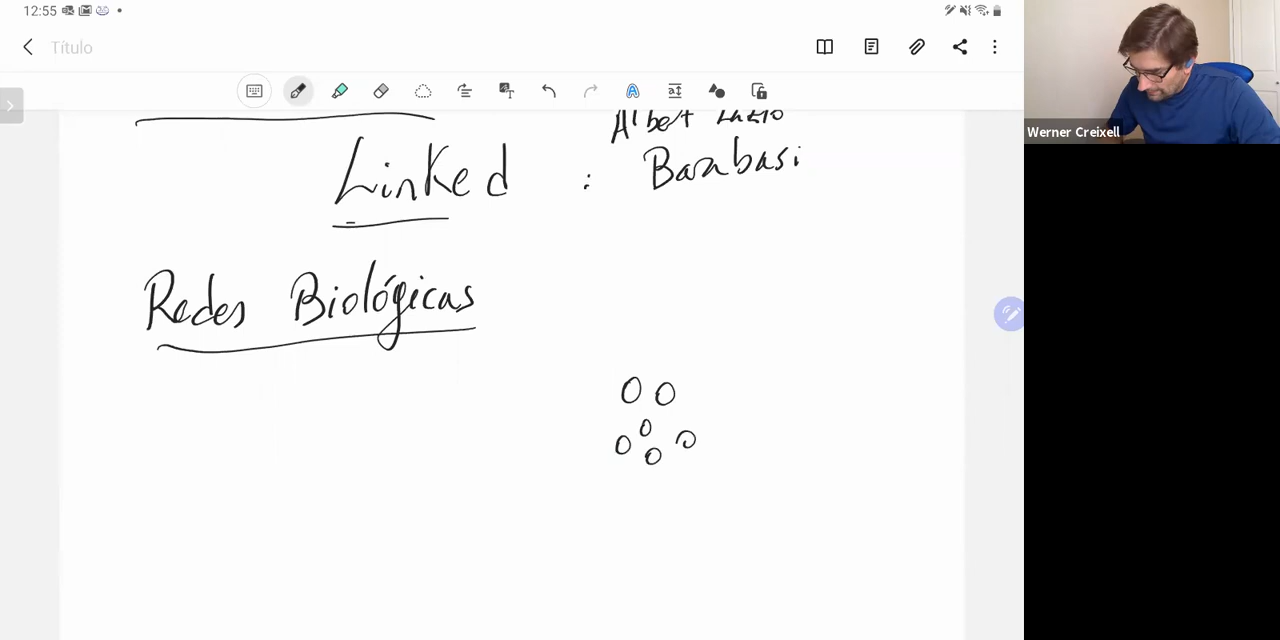 12:55
Título
Albert
Linked : Barabasi
Redes Biológicas
Werner Creixell